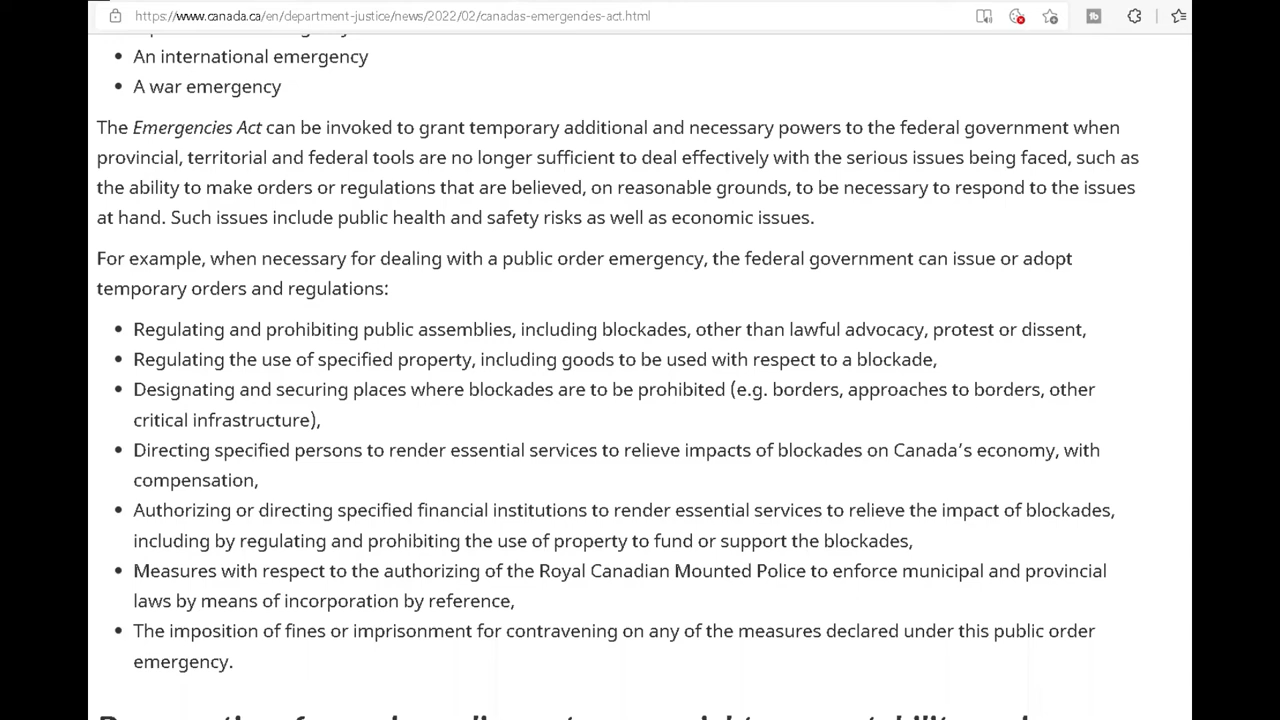 https://www.canada.ca/en/department-justice/news/2022/02/canadas-emergencies-act.html
• An international emergency
• A war emergency
The Emergencies Act can be invoked to grant temporary additional and necessary powers to the federal government when
provincial, territorial and federal tools are no longer sufficient to deal effectively with the serious issues being faced, such as
the ability to make orders or regulations that are believed, on reasonable grounds, to be necessary to respond to the issues
at hand. Such issues include public health and safety risks as well as economic issues.
For example, when necessary for dealing with a public order emergency, the federal government can issue or adopt
temporary orders and regulations:
• Regulating and prohibiting public assemblies, including blockades, other than lawful advocacy, protest or dissent,
• Regulating the use of specified property, including goods to be used with respect to a blockade,
• Designating and securing places where blockades are to be prohibited (e.g. borders, approaches to borders, other
critical infrastructure),
• Directing specified persons to render essential services to relieve impacts of blockades on Canada’s economy, with
compensation,
• Authorizing or directing specified financial institutions to render essential services to relieve the impact of blockades,
including by regulating and prohibiting the use of property to fund or support the blockades,
• Measures with respect to the authorizing of the Royal Canadian Mounted Police to enforce municipal and provincial
laws by means of incorporation by reference,
• The imposition of fines or imprisonment for contravening on any of the measures declared under this public order
emergency.